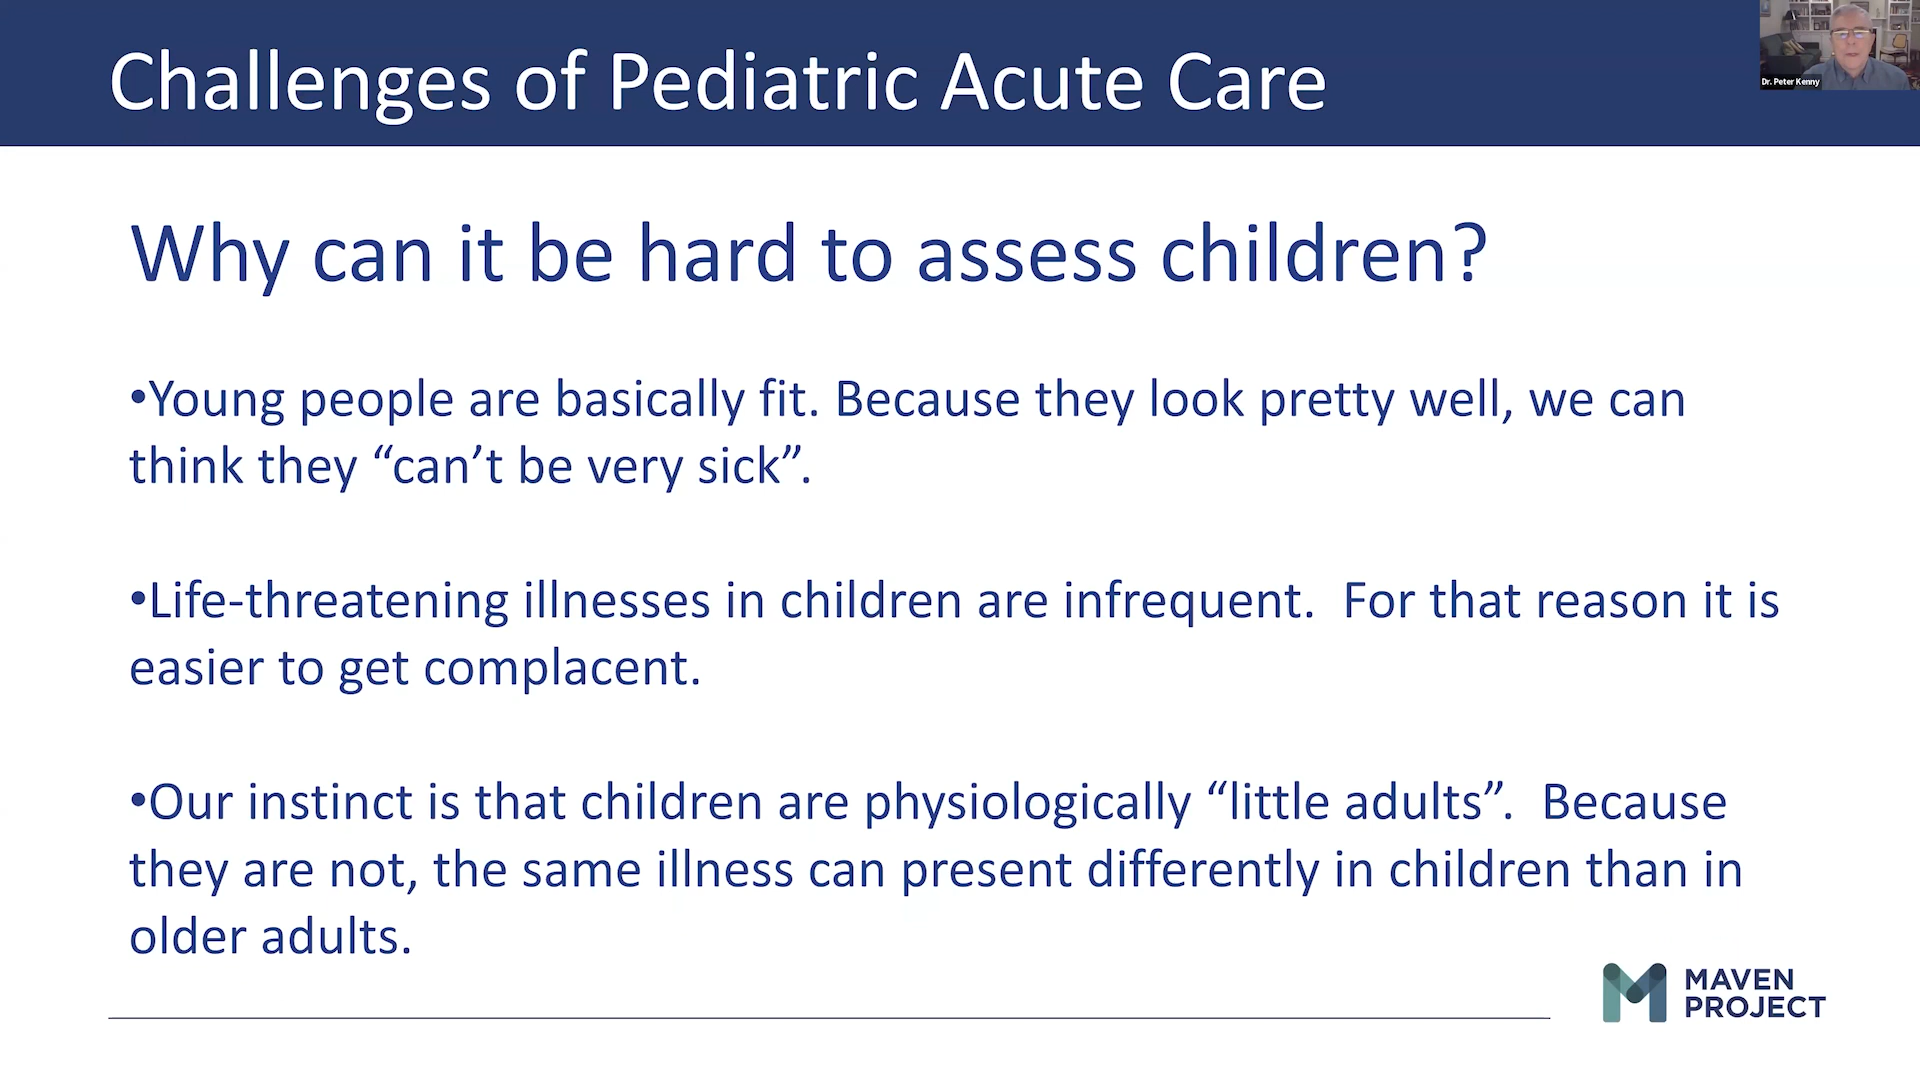 Challenges of Pediatric Acute Care
Dr. Peter Kenny
Why can it be hard to assess children?
•Young people are basically fit. Because they look pretty well, we can
think they “can’t be very sick”.
•Life-threatening illnesses in children are infrequent.  For that reason it is
easier to get complacent.
•Our instinct is that children are physiologically “little adults”.  Because
they are not, the same illness can present differently in children than in
older adults.
MAVEN
PROJECT